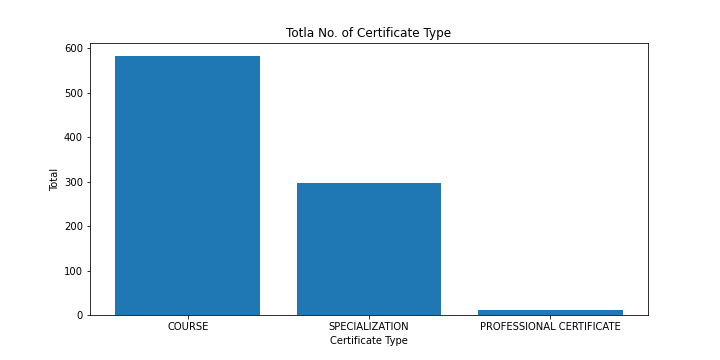 Totla No. of Certificate Type
600
500
400
300
200
100
0
Total
COURSE SPECIALIZATION PROFESSIONAL CERTIFICATE
Certificate Type